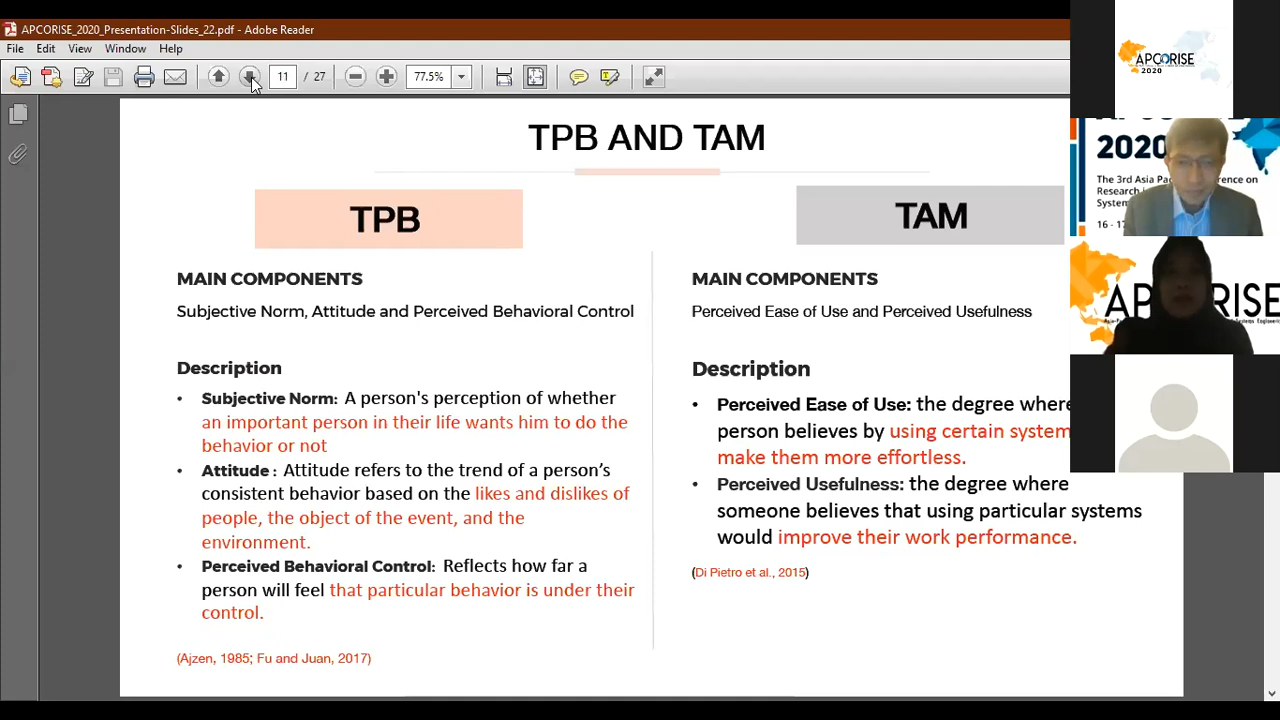 APCORISE_2020_Presentation-Slides_22.pdf - Adobe Reader
File Edit View Window Help
11 / 27 77.5%
TPB AND TAM
TPB
MAIN COMPONENTS
Subjective Norm, Attitude and Perceived Behavioral Control
Description
• Subjective Norm: A person's perception of whether
an important person in their life wants him to do the
behavior or not
• Attitude : Attitude refers to the trend of a person's
consistent behavior based on the likes and dislikes of
people, the object of the event, and the
environment.
• Perceived Behavioral Control: Reflects how far a
person will feel that particular behavior is under their
control.
(Ajzen, 1985; Fu and Juan, 2017)
TAM
MAIN COMPONENTS
Perceived Ease of Use and Perceived Usefulness
Description
• Perceived Ease of Use: the degree where
person believes by using certain system
make them more effortless.
• Perceived Usefulness: the degree where
someone believes that using particular systems
would improve their work performance.
(Di Pietro et al., 2015)
APCORISE
2020
2020
The 3rd Asia Pac on
Research
System
16 - 17
APCORISE